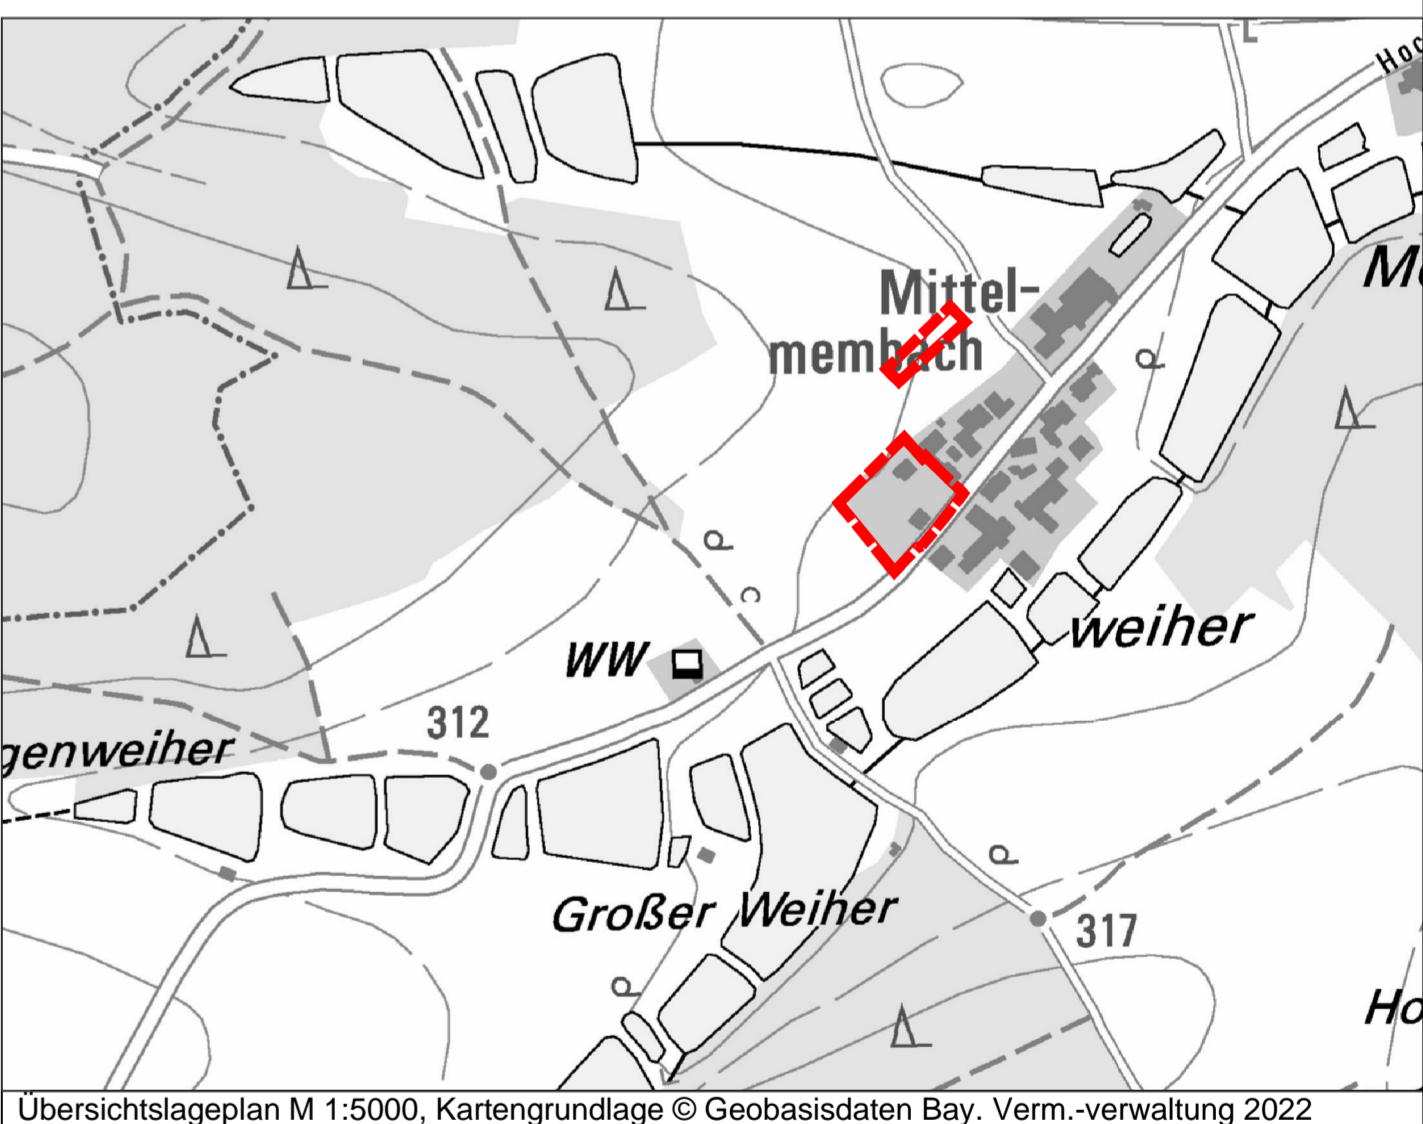 Hoc
Mittel-
membach
M
weiher
WW
312
genweiher
Großer Weiher
317
Ho
Übersichtslageplan M 1:5000, Kartengrundlage © Geobasisdaten Bay. Verm.-verwaltung 2022